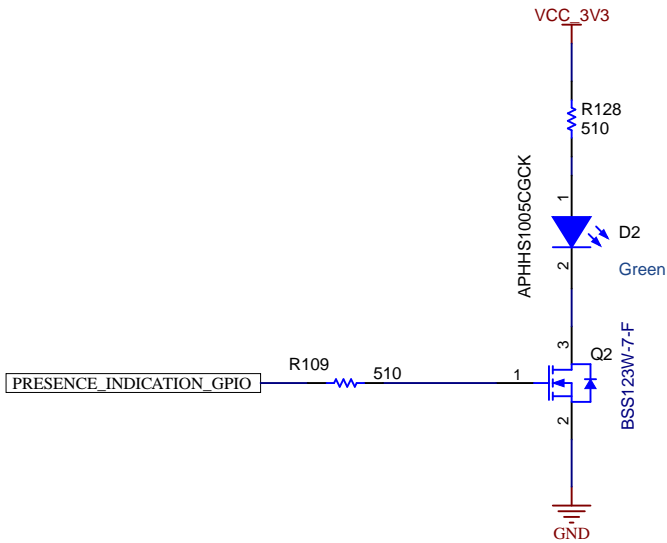 VCC_3V3
R128
510
APHHS1005CGCK
1
D2
2
Green
3
Q2
R109
510
1
PRESENCE_INDICATION_GPIO
BSS123W-7-F
2
GND